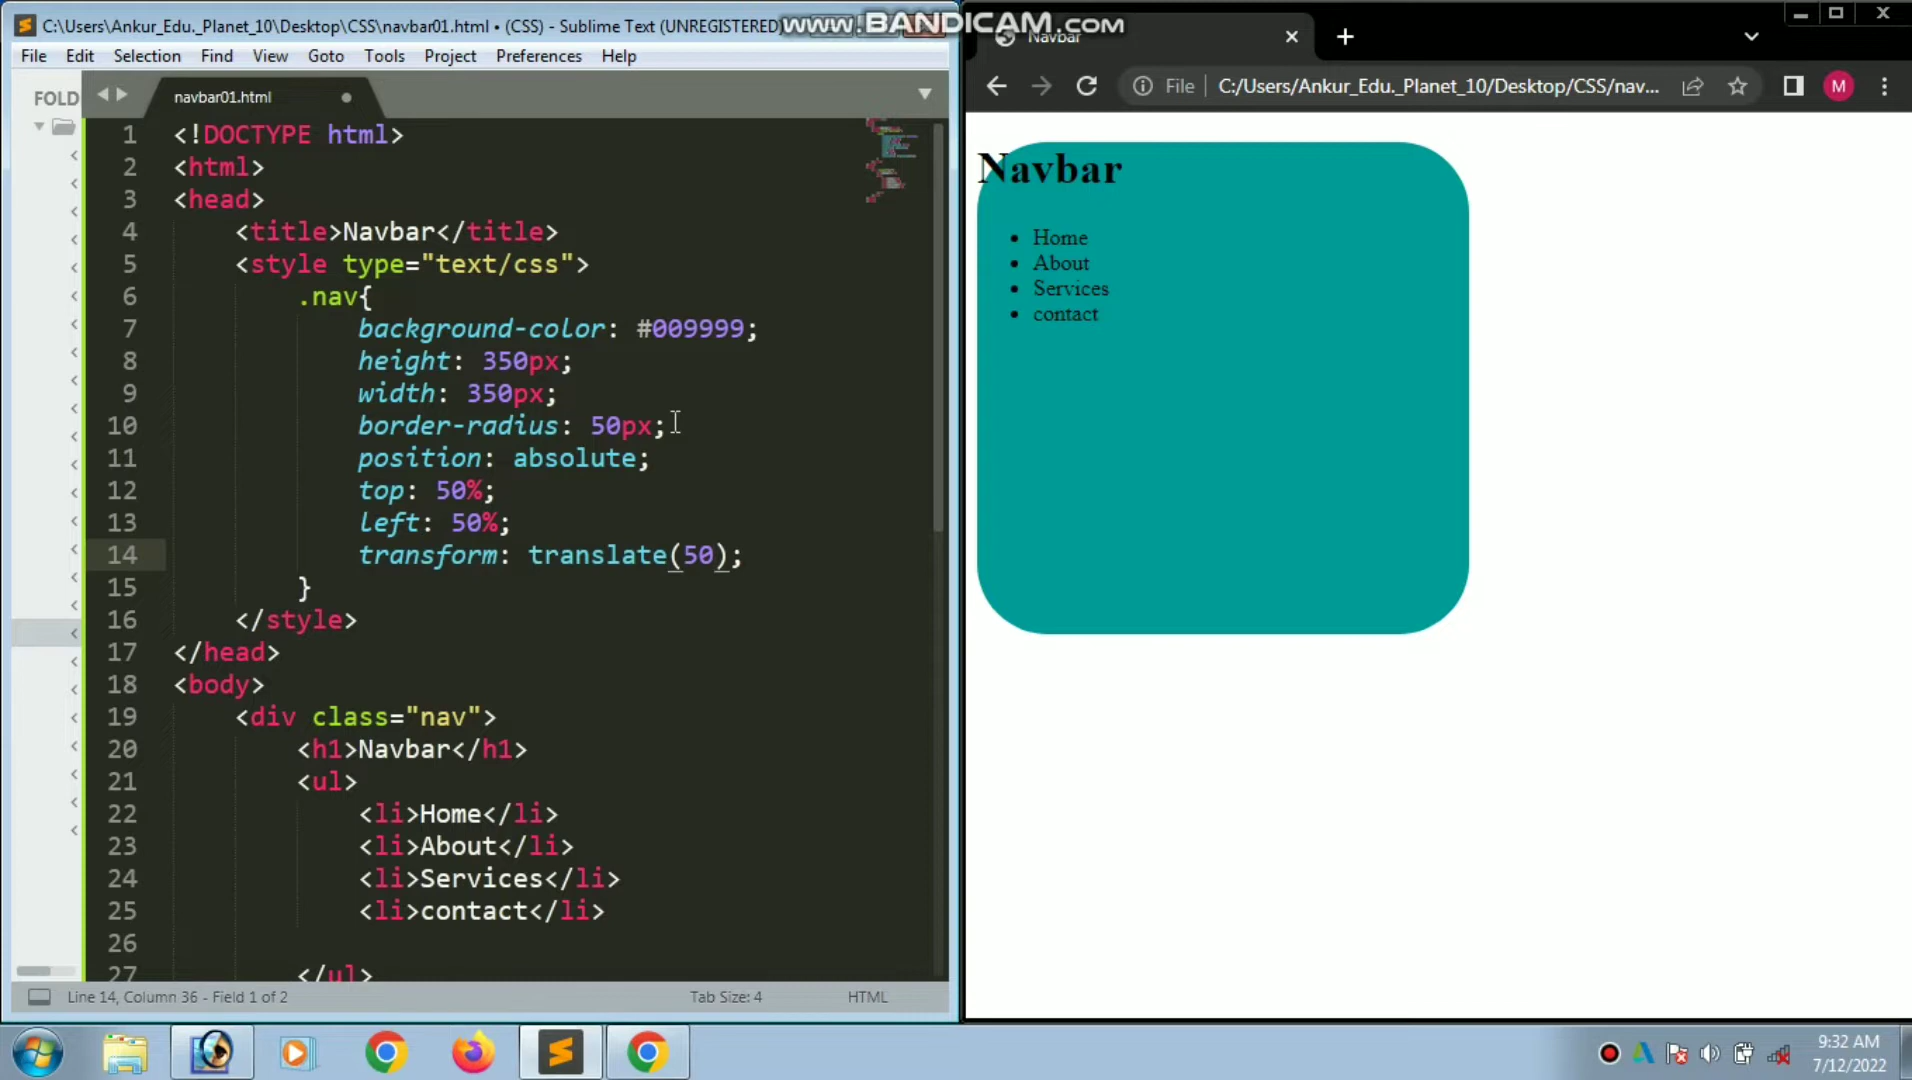 C:\Users\Ankur_Edu._Planet_10\Desktop\CSS\navbar01.html • (CSS) - Sublime Text (UNREGISTERED)
www.BANDICAM.com
File Edit Selection Find View Goto Tools Project Preferences Help
FOLD
navbar01.html
1 <!DOCTYPE html>
2 <html>
3 <head>
4 <title>Navbar</title>
5 <style type="text/css">
6 .nav{
7 background-color: #009999;
8 height: 350px;
9 width: 350px;
10 border-radius: 50px;
11 position: absolute;
12 top: 50%;
13 left: 50%;
14 transform: translate(50);
15 }
16 </style>
17 </head>
18 <body>
19 <div class="nav">
20 <h1>Navbar</h1>
21 <ul>
22 <li>Home</li>
23 <li>About</li>
24 <li>Services</li>
25 <li>contact</li>
26
27 </ul>
Line 14, Column 36 - Field 1 of 2
Tab Size: 4
HTML
Navbar
File
C:/Users/Ankur_Edu._Planet_10/Desktop/CSS/nav...
M
Navbar
• Home
• About
• Services
• contact
9:32 AM
7/12/2022